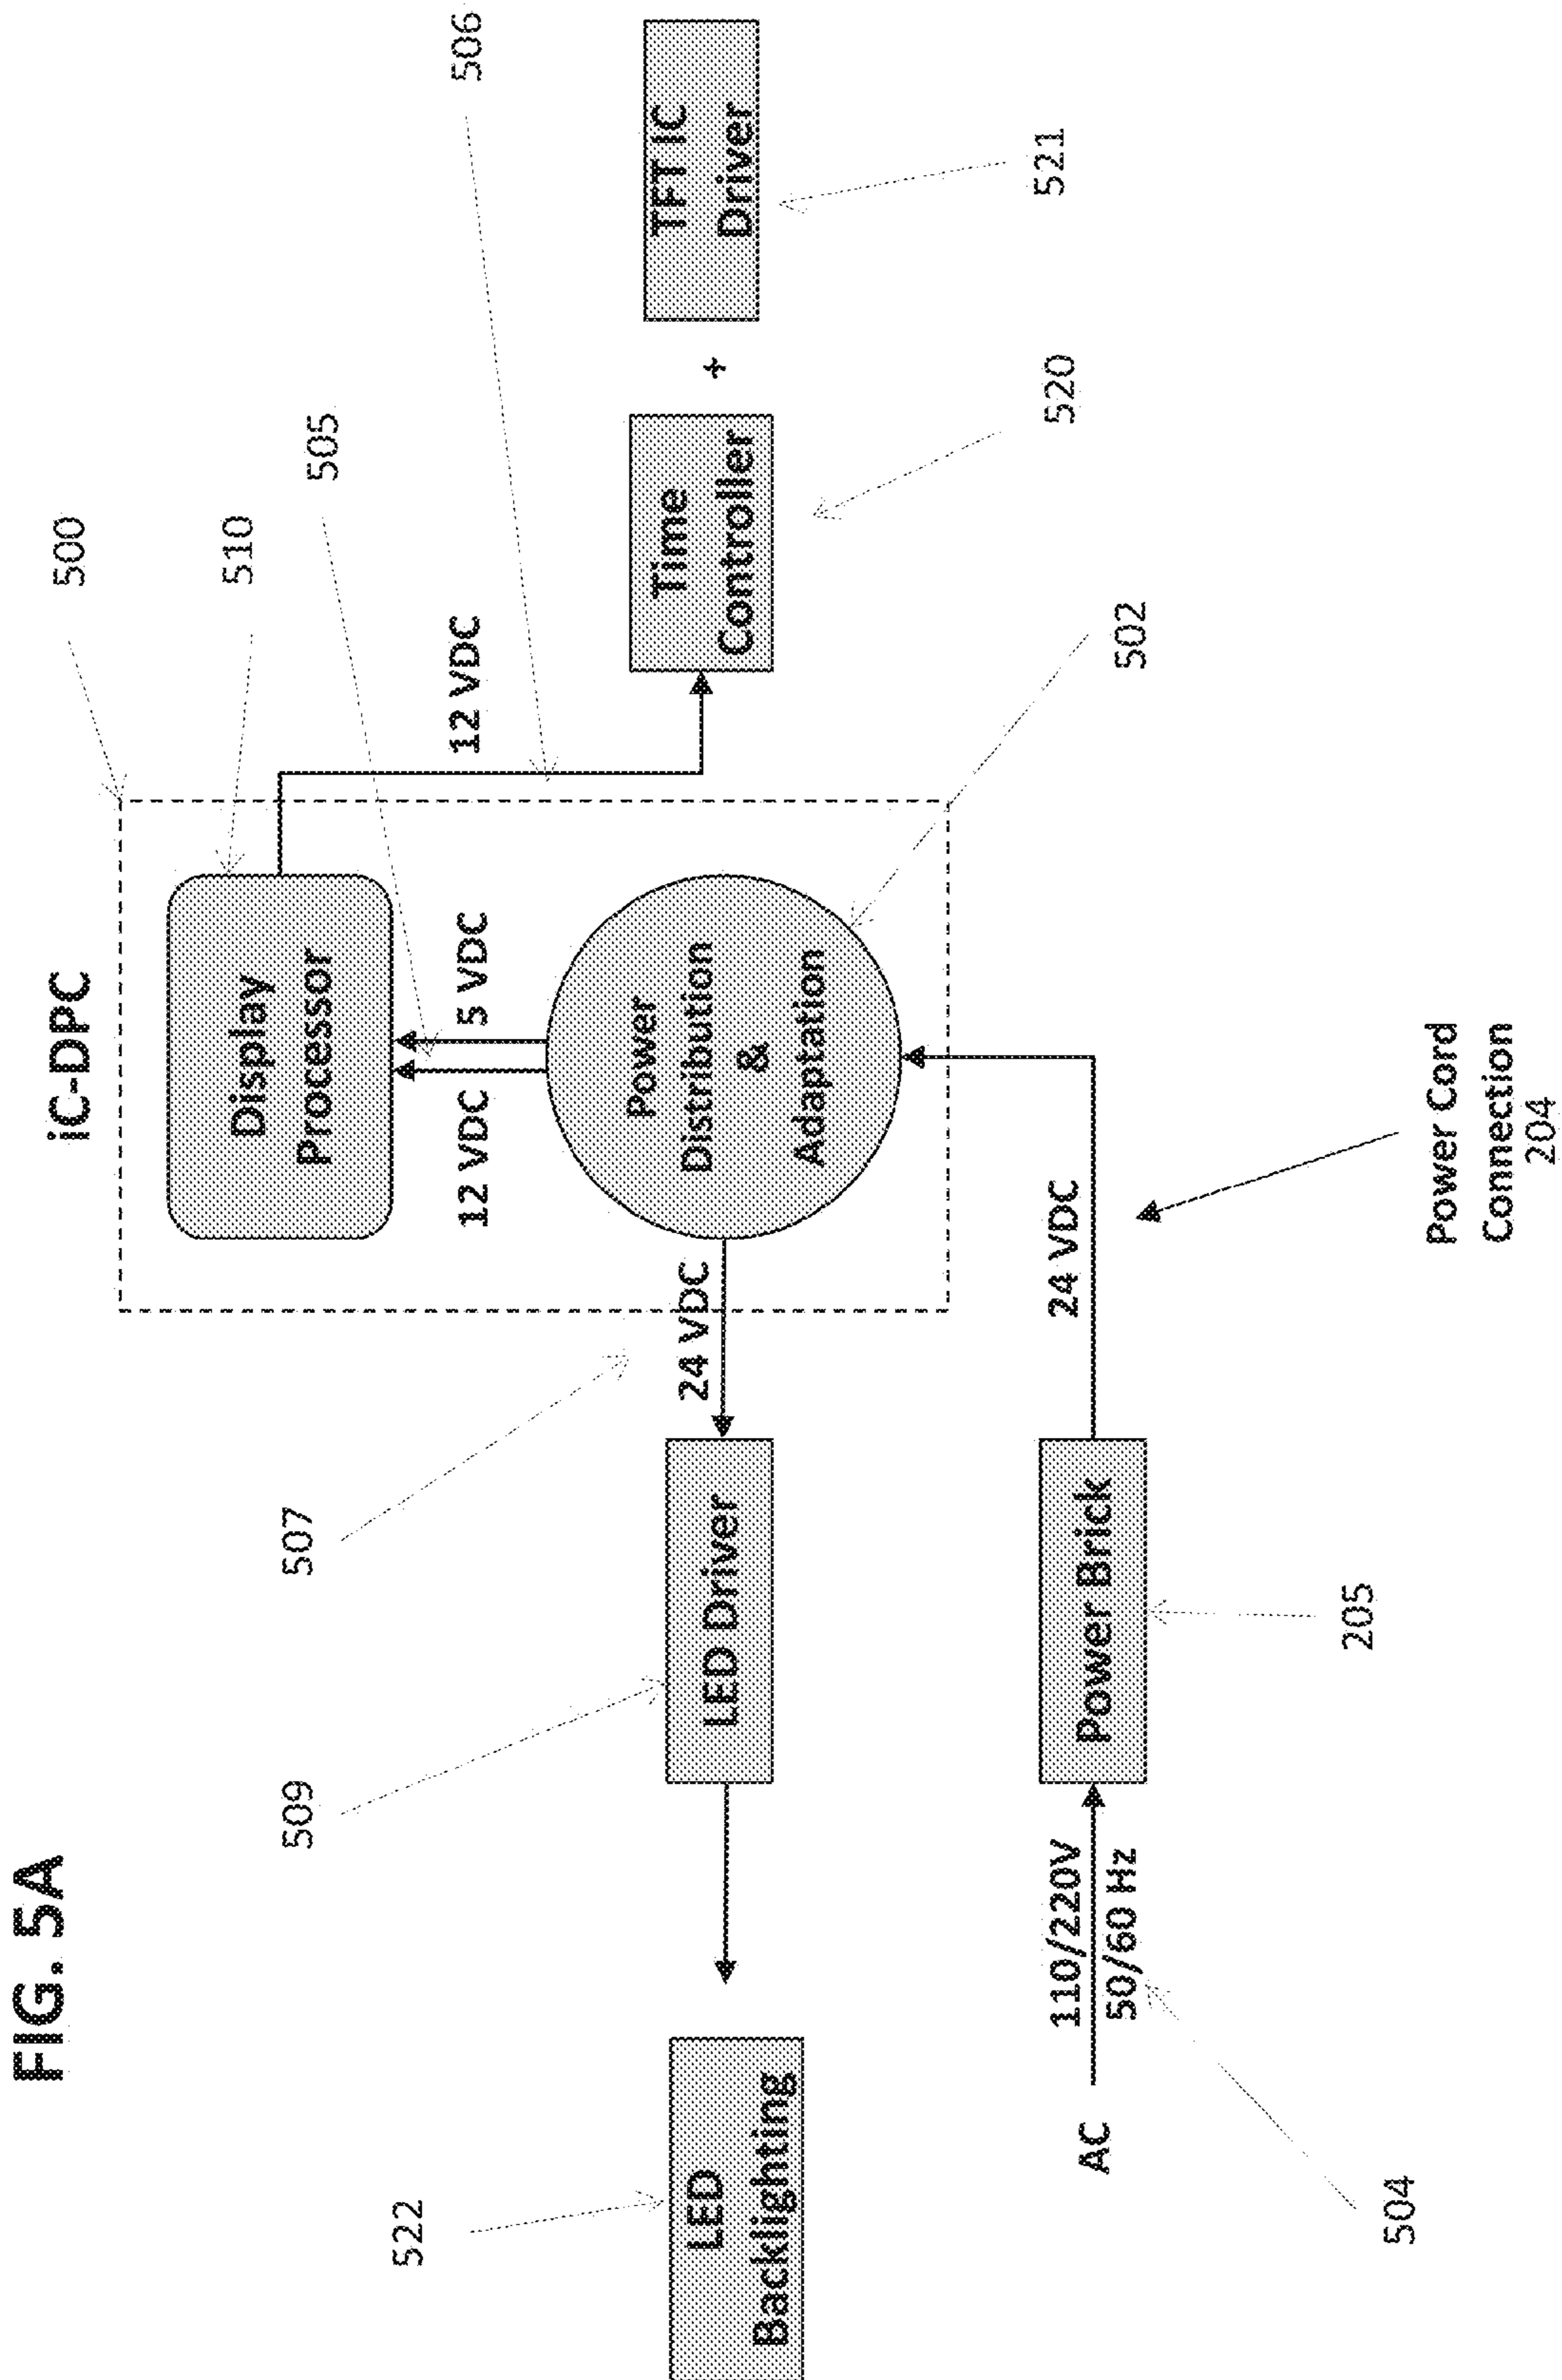 FIG. 5A
iC-DPC
500
510
505
506
Display
Processor
12 VDC
5 VDC
12 VDC
Power
Distribution
&
Adaptation
24 VDC
507
509
522
LED
Backlighting
LED Driver
Time
Controller
+
TFT IC
Driver
520
521
502
AC
110/220V
50/60 Hz
504
Power Brick
205
24 VDC
Power Cord
Connection
204